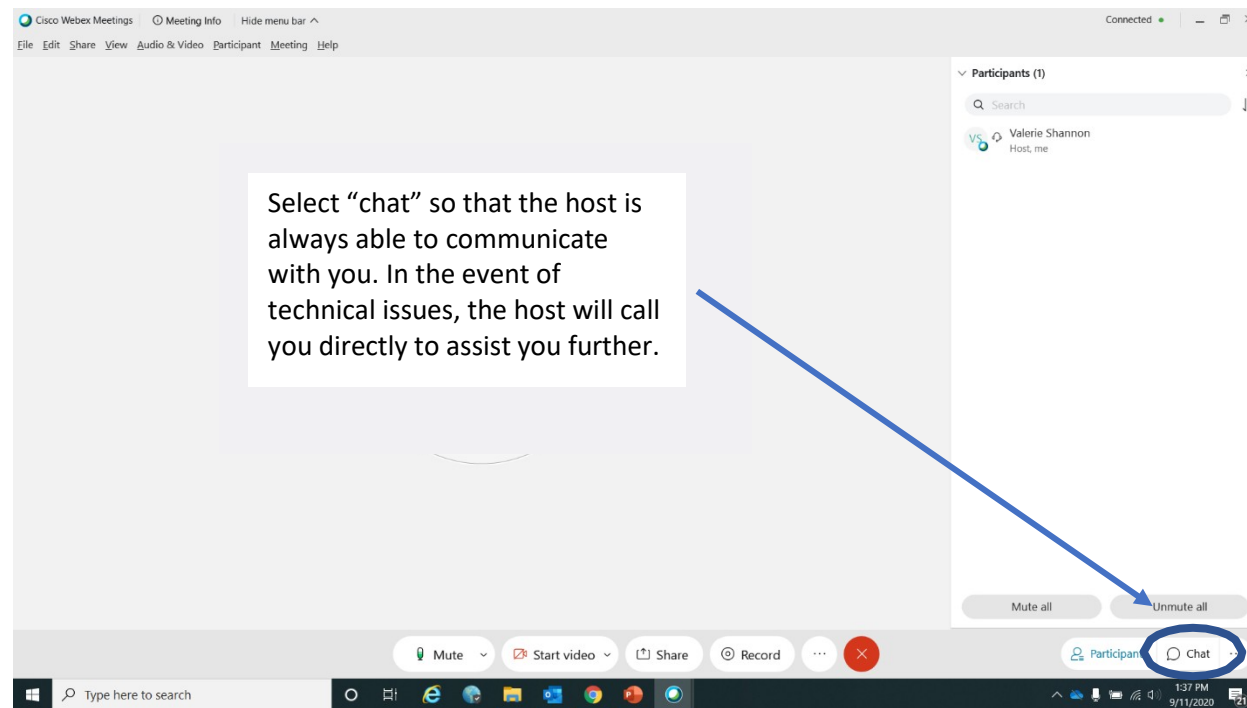 Cisco Webex Meetings Meeting Info Hide menu bar Connected
File Edit Share View Audio & Video Participant Meeting Help
Participants (1)
Search
VS Valerie Shannon
Host, me
Select “chat” so that the host is
always able to communicate
with you. In the event of
technical issues, the host will call
you directly to assist you further.
Mute all Unmute all
Mute Start video Share Record Chat
Type here to search
1:37 PM
9/11/2020
21